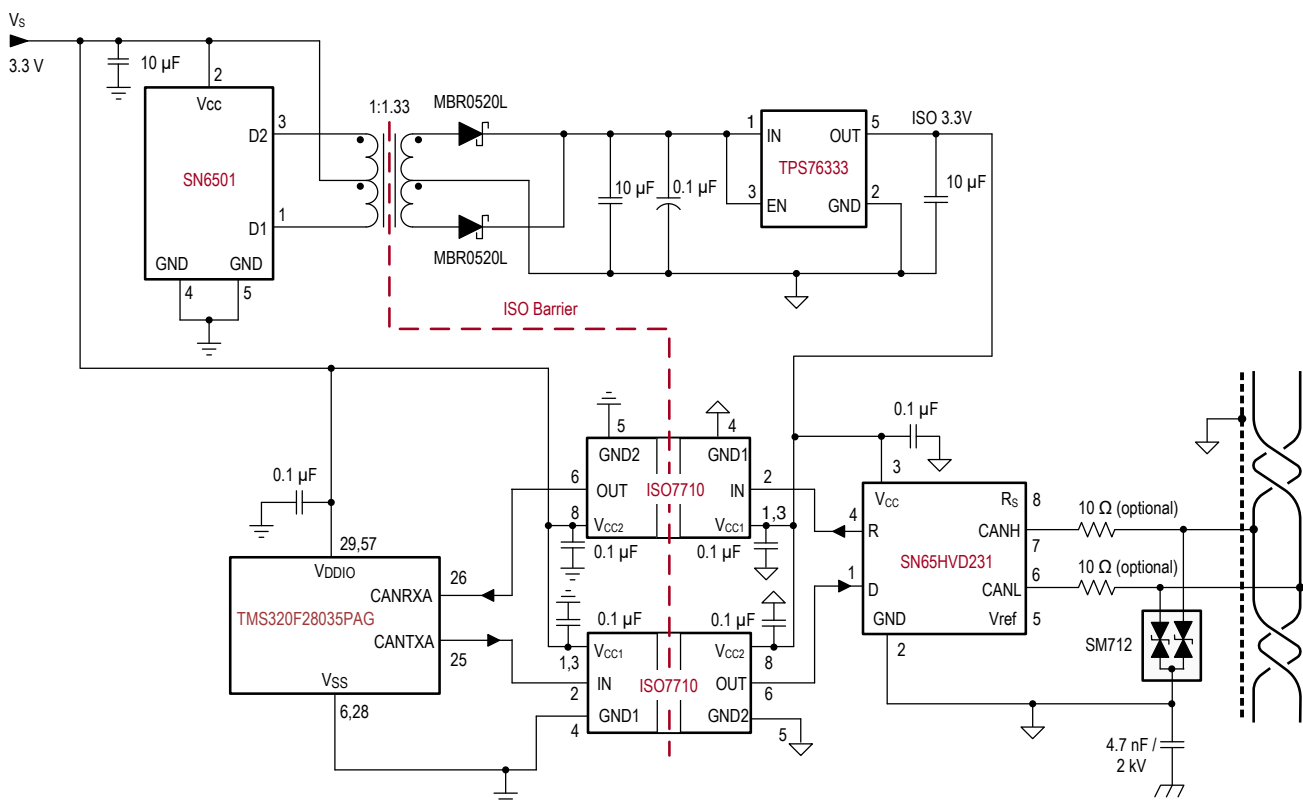 VS
3.3 V
10 µF
2
Vcc
D2
3
SN6501
D1
1
GND
GND
4
5
1:1.33
MBR0520L
MBR0520L
10 µF
0.1 µF
1
IN
OUT
5
TPS76333
3
EN
GND
2
ISO 3.3V
10 µF
ISO Barrier
5
4
GND2
GND1
6
OUT
ISO7710
IN
2
8
VCC2
VCC1
1,3
0.1 µF
0.1 µF
0.1 µF
29,57
VDDIO
CANRXA
26
TMS320F28035PAG
CANTXA
25
VSS
6,28
0.1 µF
0.1 µF
1,3
VCC1
VCC2
8
2
IN
ISO7710
OUT
6
4
GND1
GND2
5
0.1 µF
3
VCC
RS
8
4
R
CANH
7
SN65HVD231
1
D
CANL
6
GND
Vref
5
2
10 Ω (optional)
10 Ω (optional)
SM712
4.7 nF /
2 kV